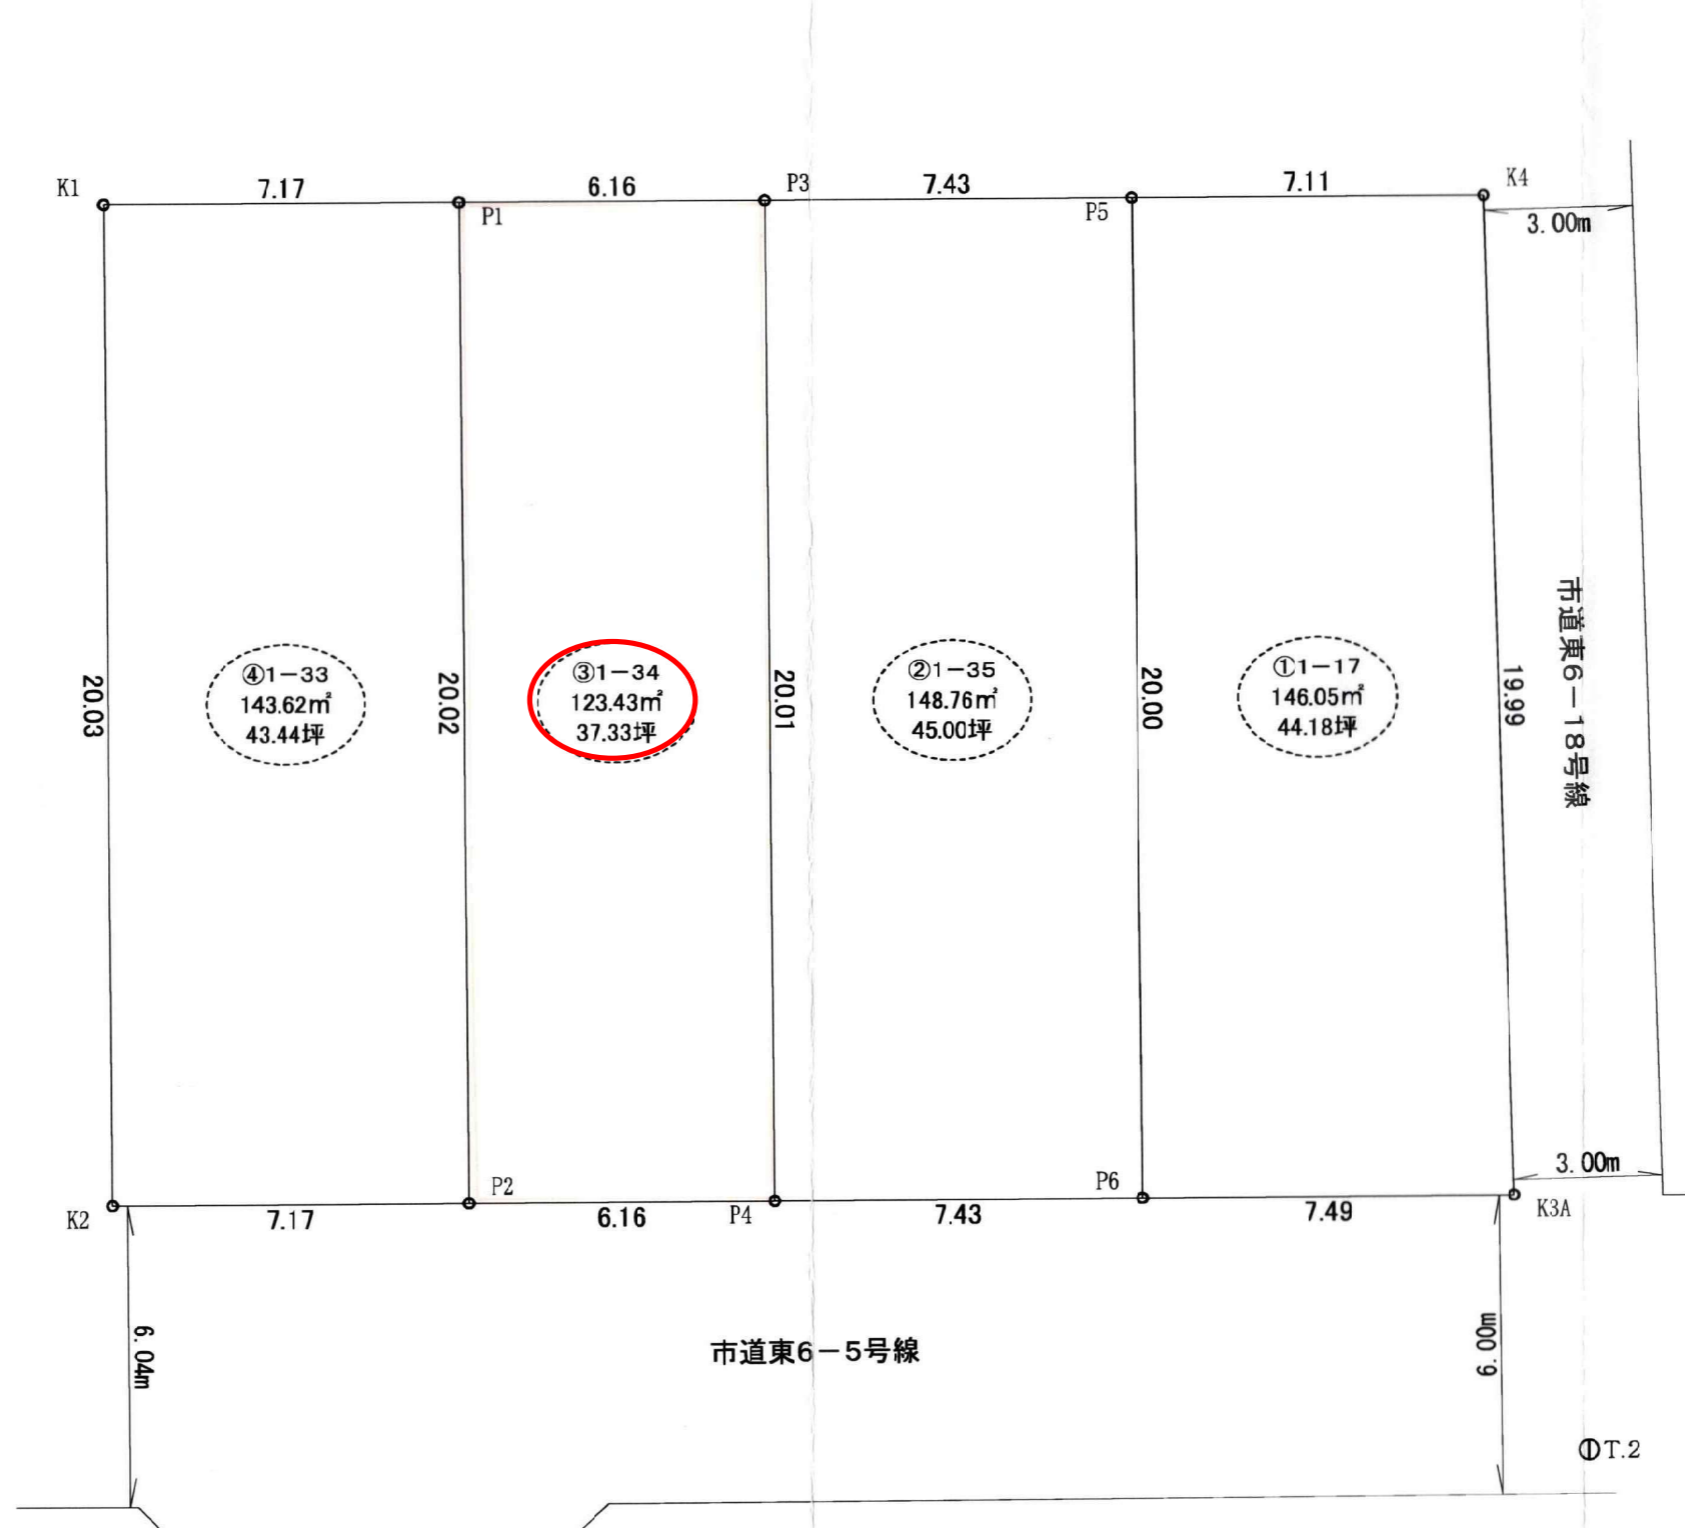 K1
7.17
P1
6.16
P3
7.43
P5
7.11
K4
3.00m
20.03
④1-33
143.62㎡
43.44坪
20.02
③1-34
123.43㎡
37.33坪
20.01
②1-35
148.76㎡
45.00坪
20.00
①1-17
146.05㎡
44.18坪
19.99
市道東6-18号線
3.00m
K2
7.17
P2
6.16
P4
7.43
P6
7.49
K3A
6.04m
市道東6-5号線
6.00m
T.2